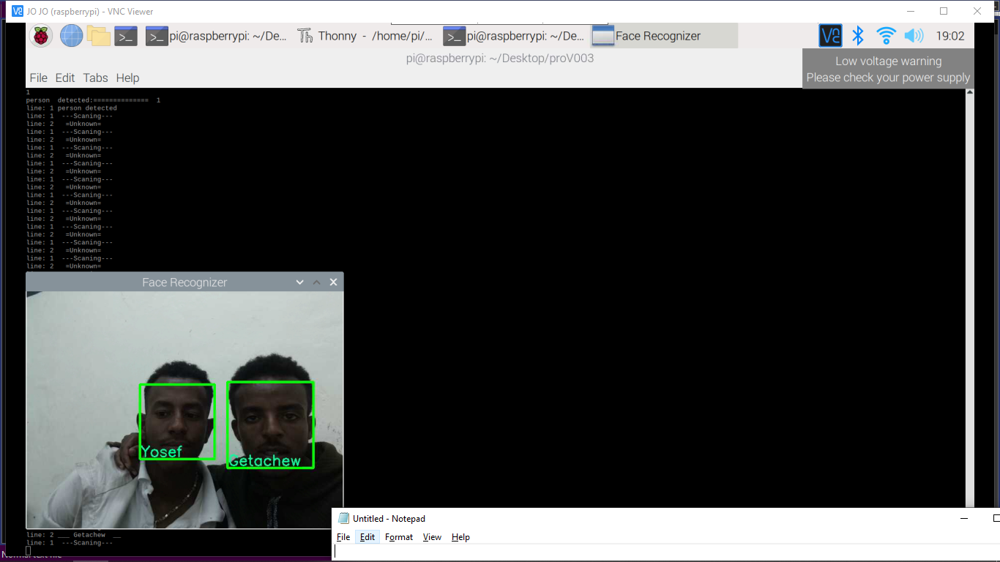 JO JO (raspberrypi) - VNC Viewer
pi@raspberrypi: ~/De... Thonny - /home/pi/... pi@raspberrypi: ~/De... Face Recognizer 19:02
pi@raspberrypi: ~/Desktop/proV003
Low voltage warning
Please check your power supply
File Edit Tabs Help
1
person detected:============== 1
line: 1 person detected
line: 1 ---Scaning---
line: 2 =Unknown=
line: 1 ---Scaning---
line: 2 =Unknown=
line: 1 ---Scaning---
line: 2 =Unknown=
line: 1 ---Scaning---
line: 2 =Unknown=
line: 1 ---Scaning---
line: 2 =Unknown=
line: 1 ---Scaning---
line: 2 =Unknown=
line: 1 ---Scaning---
line: 2 =Unknown=
line: 1 ---Scaning---
line: 2 =Unknown=
line: 1 ---Scaning---
line: 2 =Unknown=
line: 1 ---Scaning---
line: 2 =Unknown=
Face Recognizer
Yosef
Getachew
line: 2 ___ Getachew __
line: 1 ---Scaning---
Untitled - Notepad
File Edit Format View Help